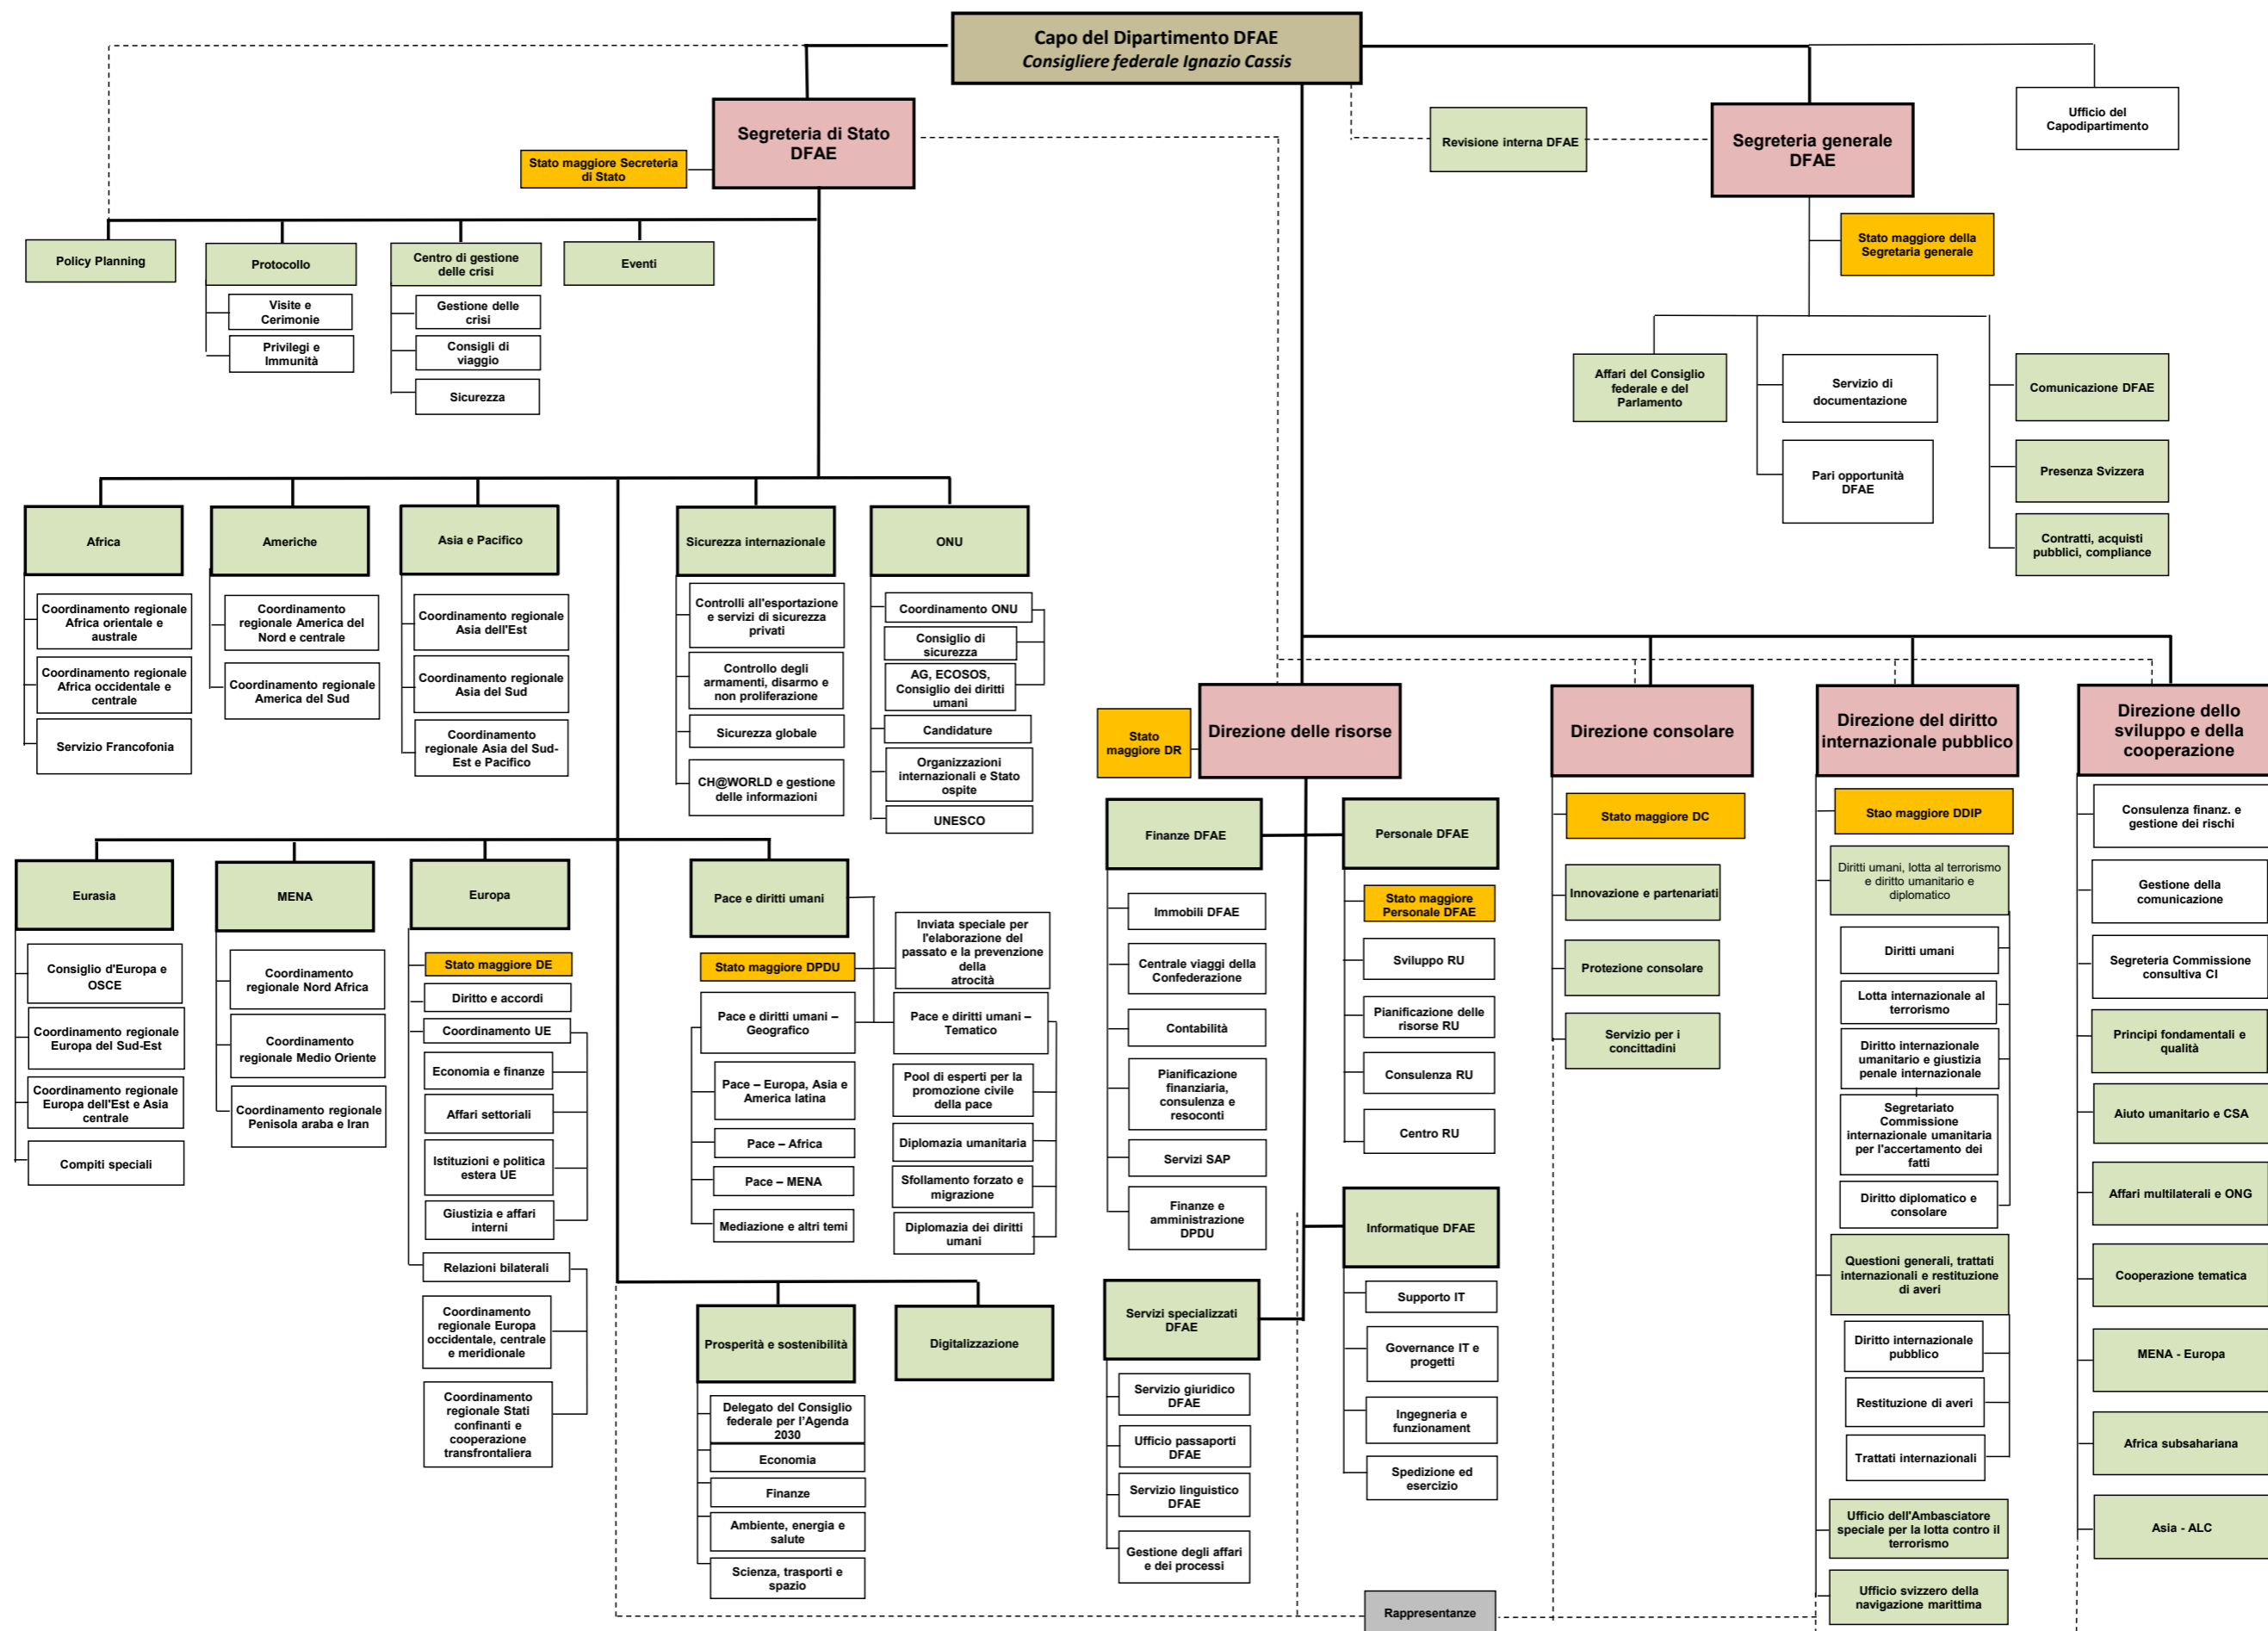 Capo del Dipartimento DFAE
Consigliere federale Ignazio Cassis
Segreteria di Stato
DFAE
Stato maggiore Secreteria
di Stato
Revisione interna DFAE
Segreteria generale
DFAE
Ufficio del
Capodipartimento
Stato maggiore della
Segretaria generale
Policy Planning
Protocollo
Visite e
Cerimonie
Privilegi e
Immunità
Centro di gestione
delle crisi
Gestione delle
crisi
Consigli di
viaggio
Sicurezza
Eventi
Affari del Consiglio
federale e del
Parlamento
Servizio di
documentazione
Pari opportunità
DFAE
Comunicazione DFAE
Presenza Svizzera
Contratti, acquisti
pubblici, compliance
Africa
Coordinamento regionale
Africa orientale e
australe
Coordinamento regionale
Africa occidentale e
centrale
Servizio Francofonia
Americhe
Coordinamento
regionale America del
Nord e centrale
Coordinamento regionale
America del Sud
Asia e Pacifico
Coordinamento regionale
Asia dell'Est
Coordinamento regionale
Asia del Sud
Coordinamento
regionale Asia del Sud-
Est e Pacifico
Sicurezza internazionale
Controlli all'esportazione
e servizi di sicurezza
privati
Controllo degli
armamenti, disarmo e
non proliferazione
Sicurezza globale
CH@WORLD e gestione
delle informazioni
ONU
Coordinamento ONU
Consiglio di
sicurezza
AG, ECOSOS,
Consiglio dei diritti
umani
Candidature
Organizzazioni
internazionali e Stato
ospite
UNESCO
Eurasia
Consiglio d'Europa e
OSCE
Coordinamento regionale
Europa del Sud-Est
Coordinamento regionale
Europa dell'Est e Asia
centrale
Compiti speciali
MENA
Coordinamento
regionale Nord Africa
Coordinamento
regionale Medio Oriente
Coordinamento regionale
Penisola araba e Iran
Europa
Stato maggiore DE
Diritto e accordi
Coordinamento UE
Economia e finanze
Affari settoriali
Istituzioni e politica
estera UE
Giustizia e affari
interni
Relazioni bilaterali
Coordinamento
regionale Europa
occidentale, centrale
e meridionale
Coordinamento
regionale Stati
confinanti e
cooperazione
transfrontaliera
Pace e diritti umani
Stato maggiore DPDU
Inviata speciale per
l'elaborazione del
passato e la prevenzione
della
atrocità
Pace e diritti umani –
Geografico
Pace – Europa, Asia e
America latina
Pace – Africa
Pace – MENA
Mediazione e altri temi
Pace e diritti umani –
Tematico
Pool di esperti per la
promozione civile
della pace
Diplomazia umanitaria
Sfollamento forzato e
migrazione
Diplomazia dei diritti
umani
Prosperità e sostenibilità
Delegato del Consiglio
federale per l'Agenda
2030
Economia
Finanze
Ambiente, energia e
salute
Scienza, trasporti e
spazio
Digitalizzazione
Stato
maggiore DR
Direzione delle risorse
Finanze DFAE
Immobili DFAE
Centrale viaggi della
Confederazione
Contabilità
Pianificazione
finanziaria,
consulenza e
resoconti
Servizi SAP
Finanze e
amministrazione
DPDU
Personale DFAE
Stato maggiore
Personale DFAE
Sviluppo RU
Pianificazione delle
risorse RU
Consulenza RU
Centro RU
Informatique DFAE
Supporto IT
Governance IT e
progetti
Ingegneria e
funzionament
Spedizione ed
esercizio
Servizi specializzati
DFAE
Servizio giuridico
DFAE
Ufficio passaporti
DFAE
Servizio linguistico
DFAE
Gestione degli affari
e dei processi
Direzione consolare
Stato maggiore DC
Innovazione e partenariati
Protezione consolare
Servizio per i
concittadini
Direzione del diritto
internazionale pubblico
Stao maggiore DDIP
Diritti umani, lotta al terrorismo
e diritto umanitario e
diplomatico
Diritti umani
Lotta internazionale al
terrorismo
Diritto internazionale
umanitario e giustizia
penale internazionale
Segretariato
Commissione
internazionale umanitaria
per l'accertamento dei
fatti
Diritto diplomatico e
consolare
Questioni generali, trattati
internazionali e restituzione
di averi
Diritto internazionale
pubblico
Restituzione di averi
Trattati internazionali
Ufficio dell'Ambasciatore
speciale per la lotta contro il
terrorismo
Ufficio svizzero della
navigazione marittima
Direzione dello
sviluppo e della
cooperazione
Consulenza finanz. e
gestione dei rischi
Gestione della
comunicazione
Segreteria Commissione
consultiva CI
Principi fondamentali e
qualità
Aiuto umanitario e CSA
Affari multilaterali e ONG
Cooperazione tematica
MENA - Europa
Africa subsahariana
Asia - ALC
Rappresentanze